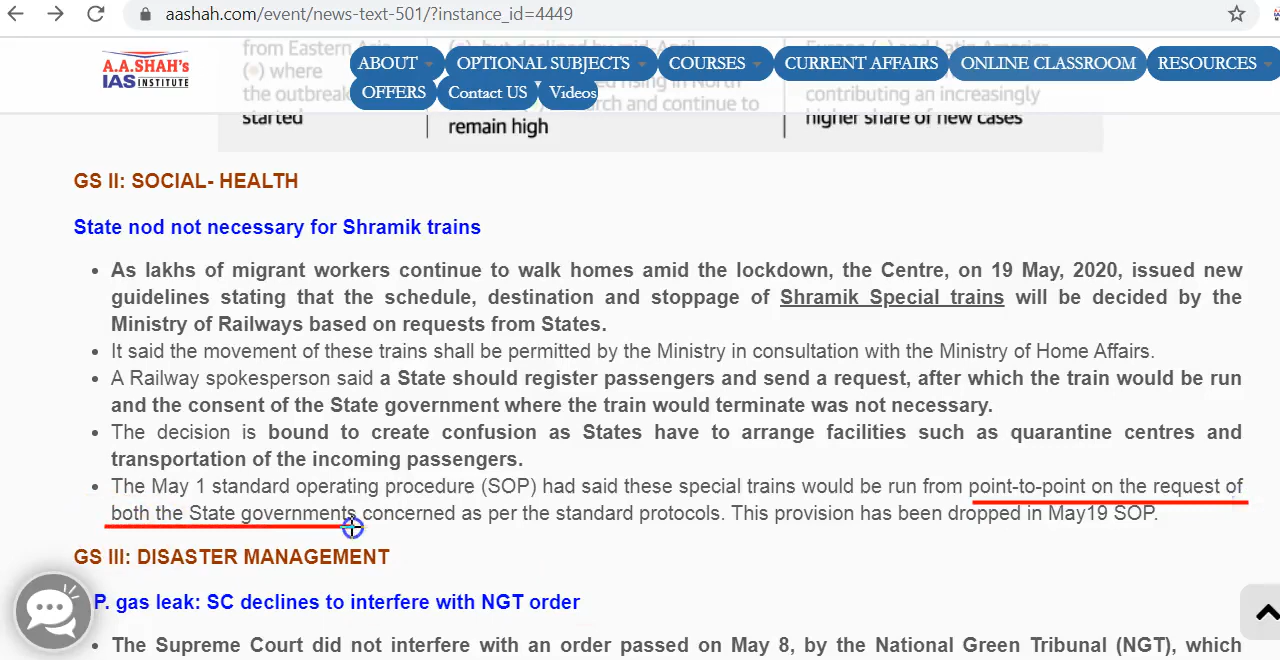 aashah.com/event/news-text-501/?instance_id=4449
A.A.SHAH's
IAS INSTITUTE
ABOUT OPTIONAL SUBJECTS COURSES CURRENT AFFAIRS ONLINE CLASSROOM RESOURCES
OFFERS Contact US Videos
from Eastern Asia
where
the outbreak
started
but declined by mid-April
rising in North
and continue to
remain high
Latin America
contributing an increasingly
higher share of new cases
GS II: SOCIAL- HEALTH
State nod not necessary for Shramik trains
• As lakhs of migrant workers continue to walk homes amid the lockdown, the Centre, on 19 May, 2020, issued new
guidelines stating that the schedule, destination and stoppage of Shramik Special trains will be decided by the
Ministry of Railways based on requests from States.
• It said the movement of these trains shall be permitted by the Ministry in consultation with the Ministry of Home Affairs.
• A Railway spokesperson said a State should register passengers and send a request, after which the train would be run
and the consent of the State government where the train would terminate was not necessary.
• The decision is bound to create confusion as States have to arrange facilities such as quarantine centres and
transportation of the incoming passengers.
• The May 1 standard operating procedure (SOP) had said these special trains would be run from point-to-point on the request of
both the State governments concerned as per the standard protocols. This provision has been dropped in May19 SOP.
GS III: DISASTER MANAGEMENT
P. gas leak: SC declines to interfere with NGT order
• The Supreme Court did not interfere with an order passed on May 8, by the National Green Tribunal (NGT), which